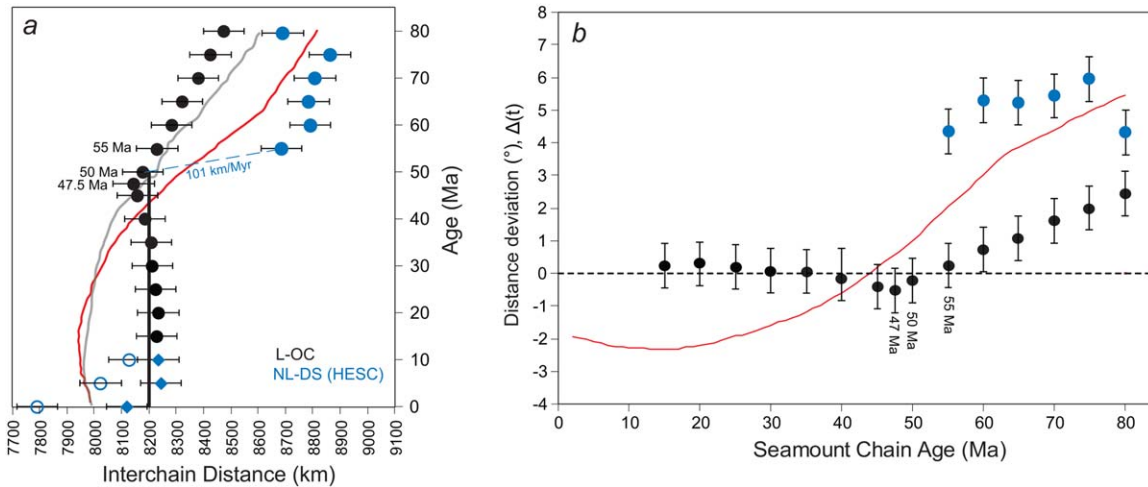 a
80
70
60
50
40
30
20
10
0
Age (Ma)
55 Ma
50 Ma
47.5 Ma
101 km/Myr
L-OC
NL-DS (HESC)
7700
7800
7900
8000
8100
8200
8300
8400
8500
8600
8700
8800
8900
9000
9100
Interchain Distance (km)
b
8
7
6
5
4
3
2
1
0
-1
-2
-3
-4
Distance deviation (°), Δ(t)
47 Ma
50 Ma
55 Ma
0 10 20 30 40 50 60 70 80
Seamount Chain Age (Ma)